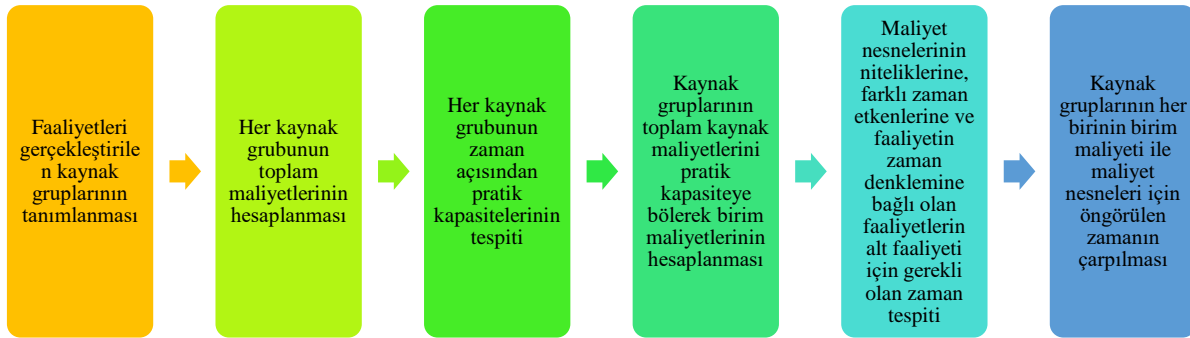 Faaliyetleri
gerçekleştirile
n kaynak
gruplarının
tanımlanması
Her kaynak
grubunun
toplam
maliyetlerinin
hesaplanması
Her kaynak
grubunun
zaman
açısından
pratik
kapasitelerinin
tespiti
Kaynak
gruplarının
toplam kaynak
maliyetlerini
pratik
kapasiteye
bölerek birim
maliyetlerinin
hesaplanması
Maliyet
nesnelerinin
niteliklerine,
farklı zaman
etkenlerine ve
faaliyetin
zaman
denklemine
bağlı olan
faaliyetlerin
alt faaliyeti
için gerekli
olan zaman
tespiti
Kaynak
gruplarının her
birinin birim
maliyeti ile
maliyet
nesneleri için
öngörülen
zamanın
çarpılması